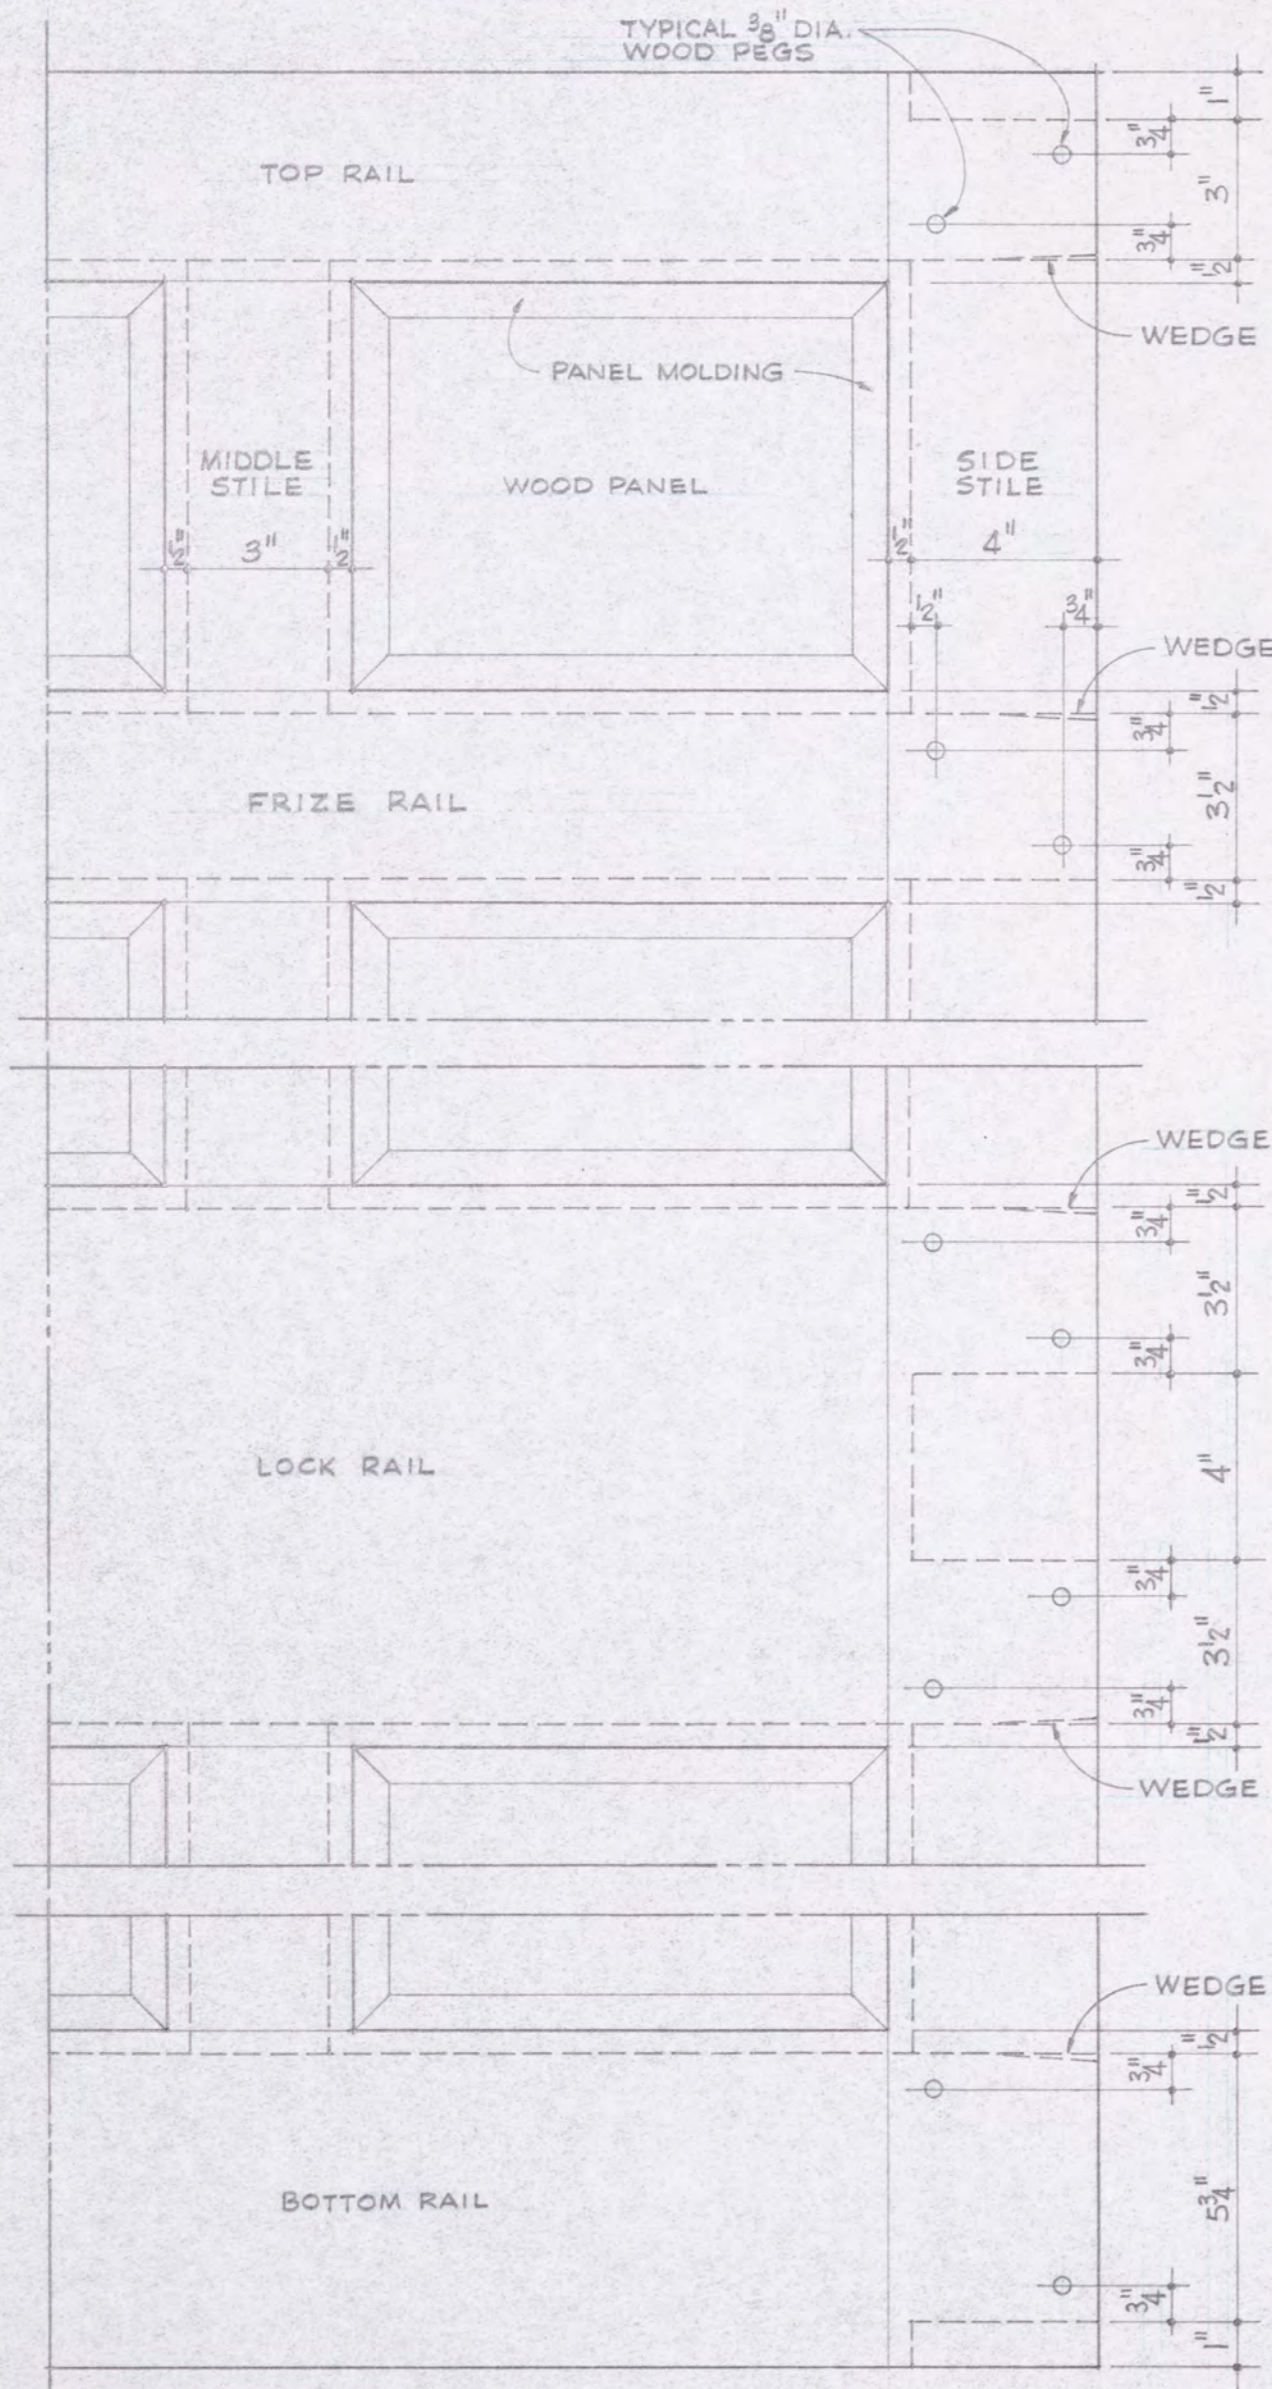 TYPICAL 3/8" DIA.
WOOD PEGS
1"
3/4"
TOP RAIL
3"
3/4"
1/2"
WEDGE
PANEL MOLDING
MIDDLE
STILE
WOOD PANEL
SIDE
STILE
1/2" 3" 1/2"
1/2" 4"
1/2" 3/4"
WEDGE
1/2"
3/4"
FRIZE RAIL
3 1/2"
3/4"
1/2"
WEDGE
1/2"
3/4"
3 1/2"
3/4"
LOCK RAIL
4"
3/4"
3 1/2"
3/4"
1/2"
WEDGE
WEDGE
1/2"
3/4"
BOTTOM RAIL
5 3/4"
3/4"
1"